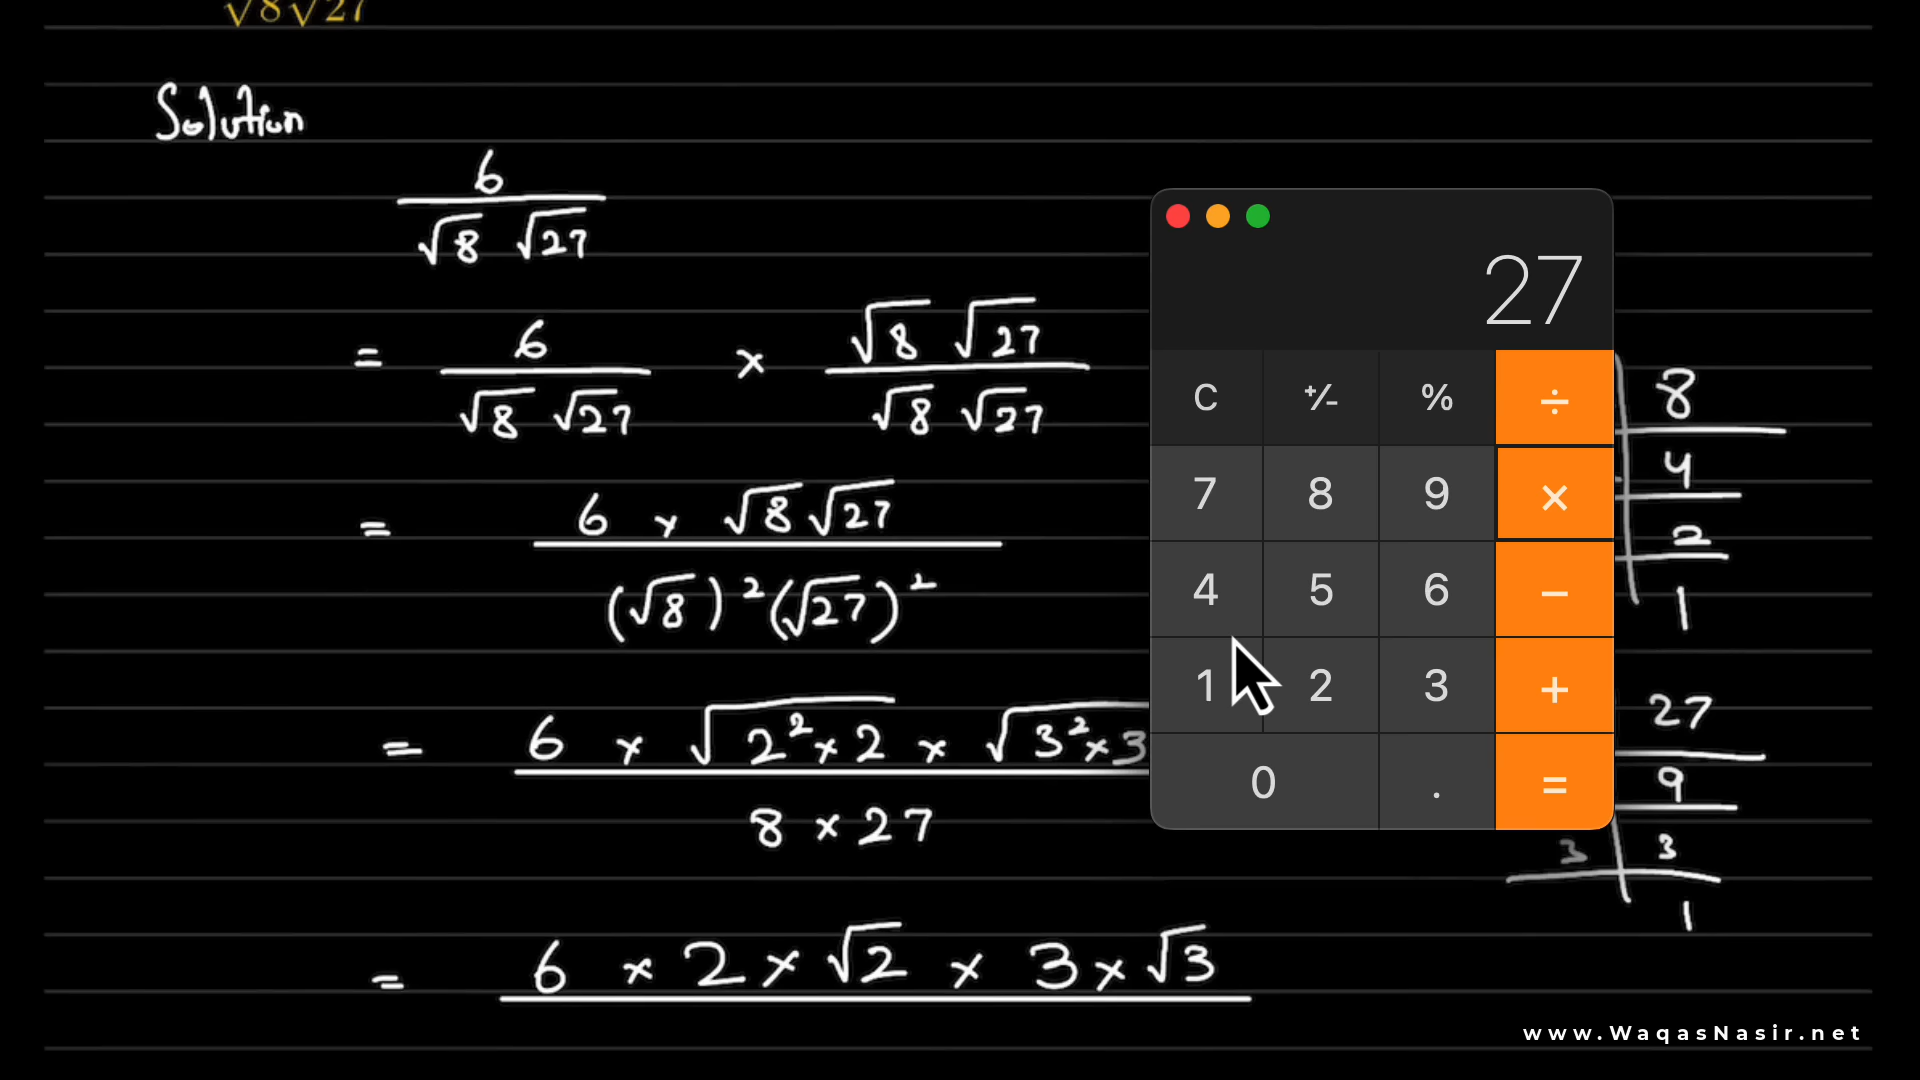 √8√27
Solution
6
√8 √27
= 6 × √8 √27
√8 √27 √8 √27
= 6 × √8 √27
(√8)²(√27)²
= 6 × √2²×2 × √3²×3
8 × 27
= 6 × 2 × √2 × 3 × √3
27
C +/- % ÷
7 8 9 ×
4 5 6 −
1 2 3 +
0 . =
8
4
2
1
27
9
3 3
1
www.WaqasNasir.net